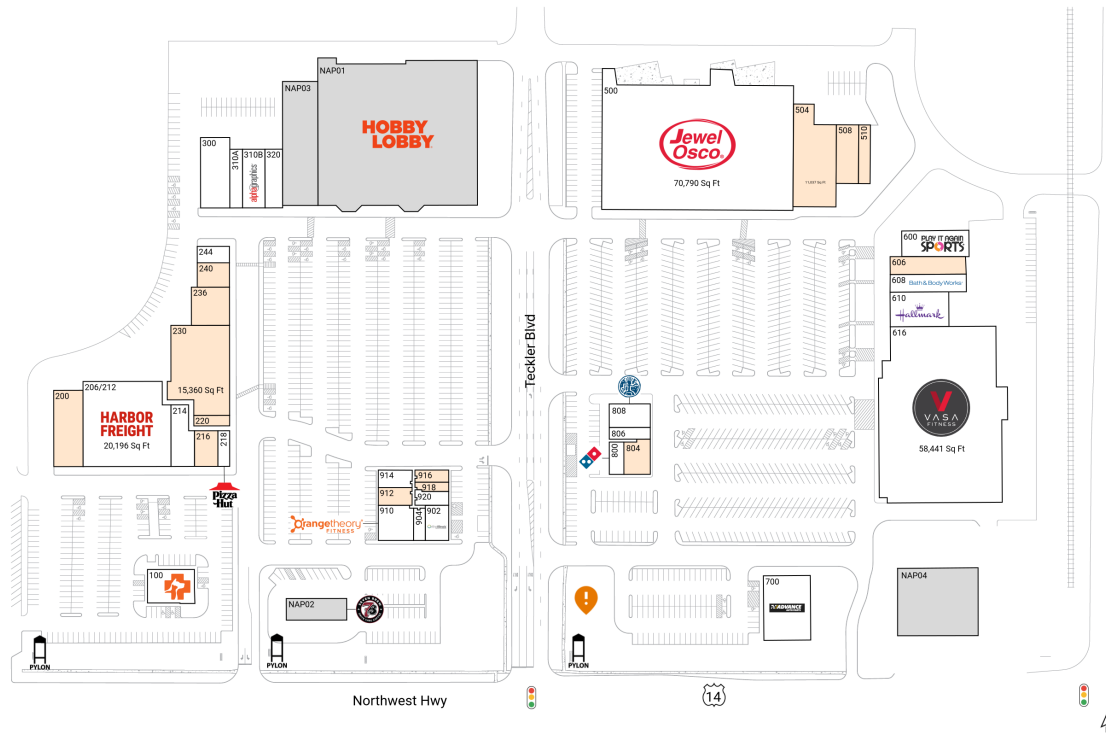 NAP01
NAP03
HOBBY
LOBBY
300
310A
310B
320
alphagraphics
500
Jewel
Osco
70,790 Sq Ft
504
508
510
244
240
236
230
15,360 Sq Ft
220
200
206/212
HARBOR
FREIGHT
20,196 Sq Ft
214
216
218
Pizza
Hut
Teckler Blvd
600
PLAY IT AGAIN
SPORTS
606
608
Bath & Body Works
610
Hallmark
616
V
VASA
FITNESS
58,441 Sq Ft
808
806
800
804
914
916
918
912
920
910
904
902
Orangetheory
FITNESS
100
NAP02
700
ADVANCE
NAP04
PYLON
PYLON
PYLON
Northwest Hwy
14